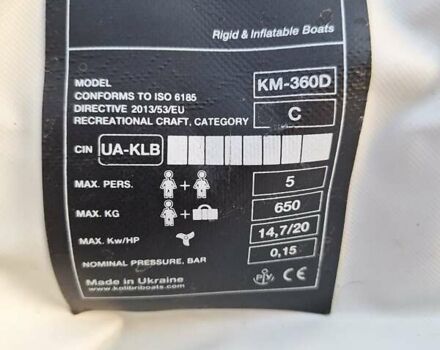 Rigid & Inflatable Boats
MODEL KM-360D
CONFORMS TO ISO 6185
DIRECTIVE 2013/53/EU
RECREATIONAL CRAFT, CATEGORY C
CIN UA-KLB
MAX. PERS. + 5
MAX. KG + 650
MAX. Kw/HP 14,7/20
NOMINAL PRESSURE, BAR 0,15
Made in Ukraine
www.kolibriboats.com CE